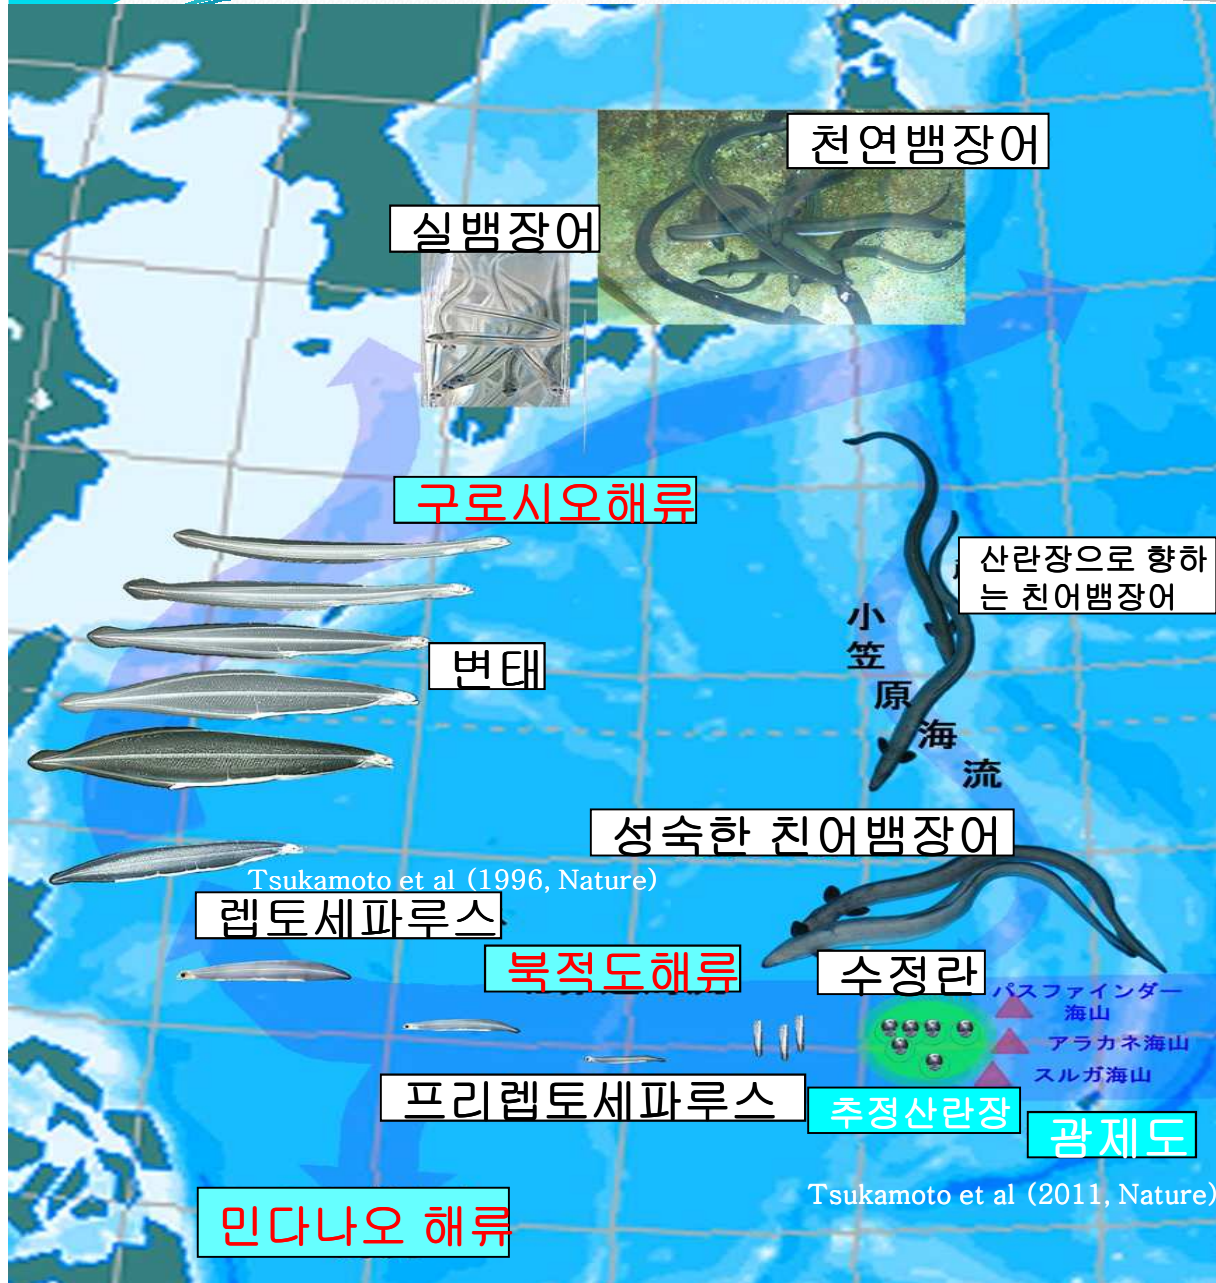 천연뱀장어
실뱀장어
구로시오해류
산란장으로 향하
는 친어뱀장어
小
笠
原
海
流
변태
성숙한 친어뱀장어
Tsukamoto et al (1996, Nature)
렙토세파루스
북적도해류
수정란
パスファインダー
海山
アラカネ海山
スルガ海山
프리렙토세파루스
추정산란장
괌제도
Tsukamoto et al (2011, Nature)
민다나오 해류